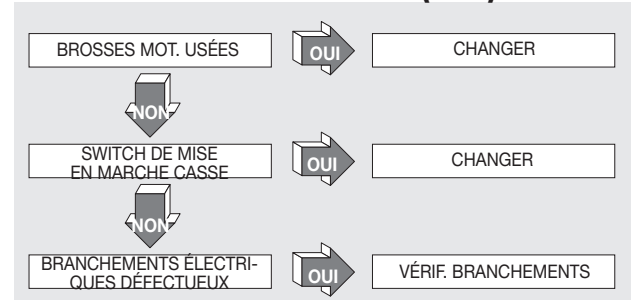 BROSSES MOT. USÉES OUI CHANGER
NON
SWITCH DE MISE
EN MARCHE CASSE OUI CHANGER
NON
BRANCHEMENTS ÉLECTRI-
QUES DÉFECTUEUX OUI VÉRIF. BRANCHEMENTS